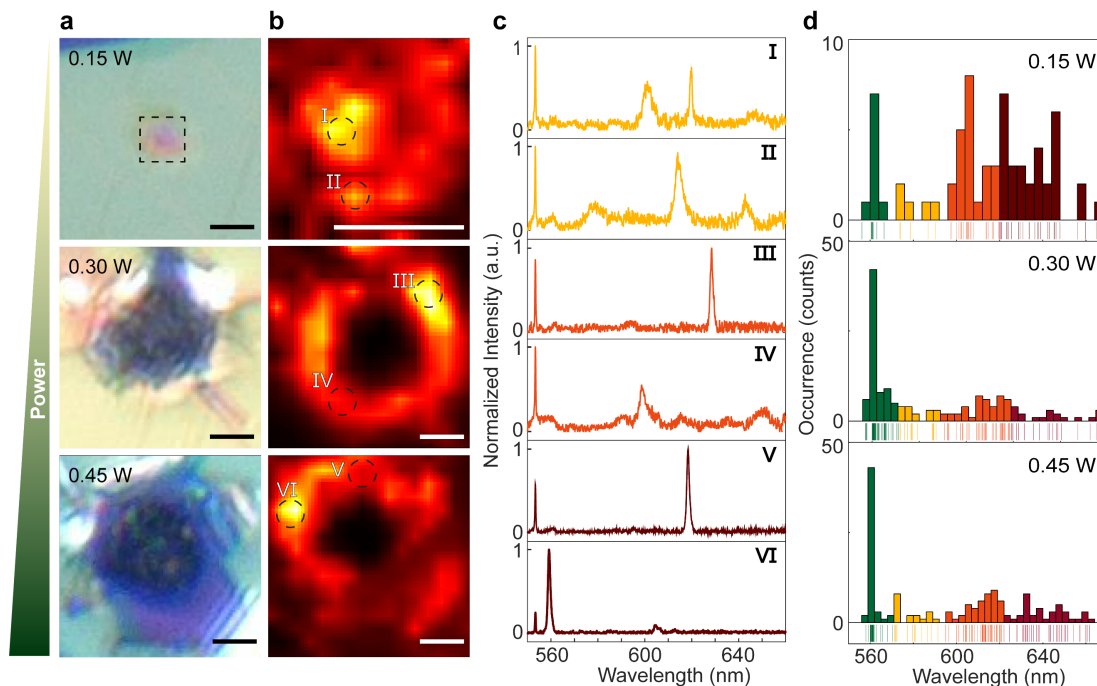 a
b
c
d
0.15 W
0.30 W
0.45 W
Power
I
II
III
IV
V
VI
Normalized Intensity (a.u.)
1
0
I
1
0
II
1
0
III
1
0
IV
1
0
V
1
0
VI
560
600
640
Wavelength (nm)
Occurrence (counts)
10
0
0.15 W
50
0
0.30 W
50
0
0.45 W
560
600
640
Wavelength (nm)